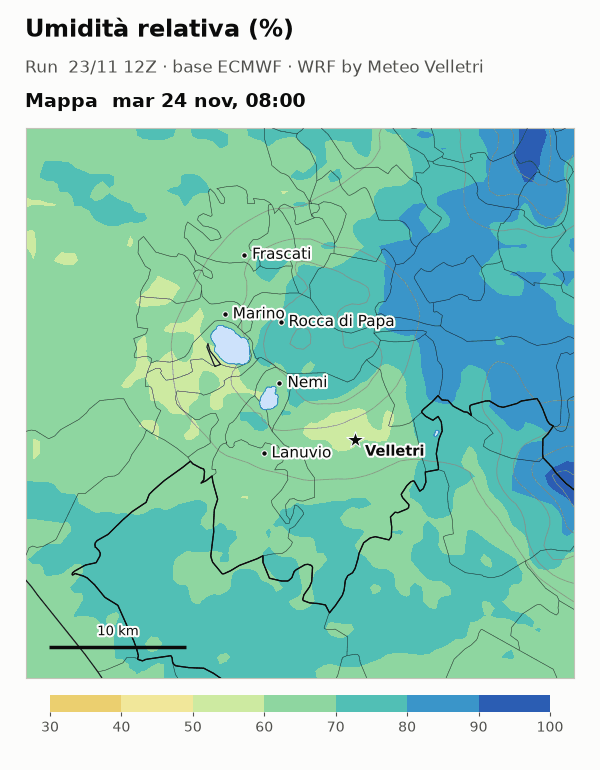 Umidità relativa (%)
Run  23/11 12Z · base ECMWF · WRF by Meteo Velletri
Mappa  mar 24 nov, 08:00
Frascati
Marino
Rocca di Papa
Nemi
Velletri
Lanuvio
10 km
30 40 50 60 70 80 90 100